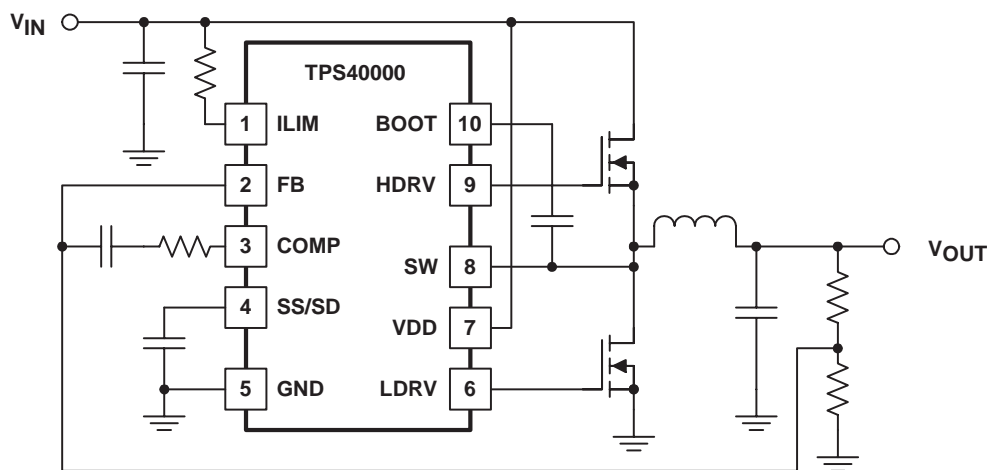 VIN
TPS40000
1 ILIM
BOOT 10
2 FB
HDRV 9
3 COMP
SW 8
4 SS/SD
VDD 7
5 GND
LDRV 6
VOUT